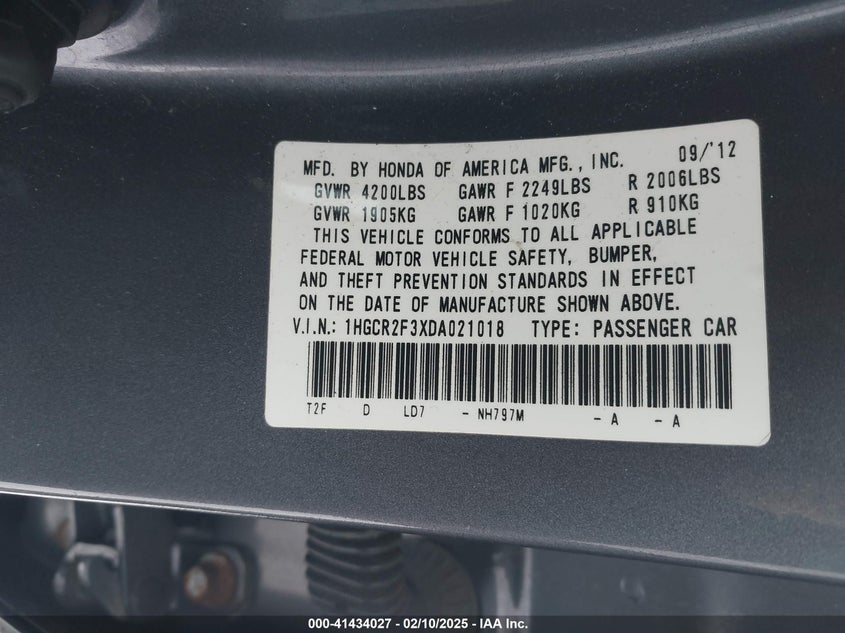 MFD. BY HONDA OF AMERICA MFG., INC. 09/'12
GVWR 4200LBS GAWR F 2249LBS R 2006LBS
GVWR 1905KG GAWR F 1020KG R 910KG
THIS VEHICLE CONFORMS TO ALL APPLICABLE
FEDERAL MOTOR VEHICLE SAFETY, BUMPER,
AND THEFT PREVENTION STANDARDS IN EFFECT
ON THE DATE OF MANUFACTURE SHOWN ABOVE.
V.I.N.: 1HGCR2F3XDA021018 TYPE: PASSENGER CAR
T2F D LD7 - NH797M - A - A
000-41434027 - 02/10/2025 - IAA Inc.